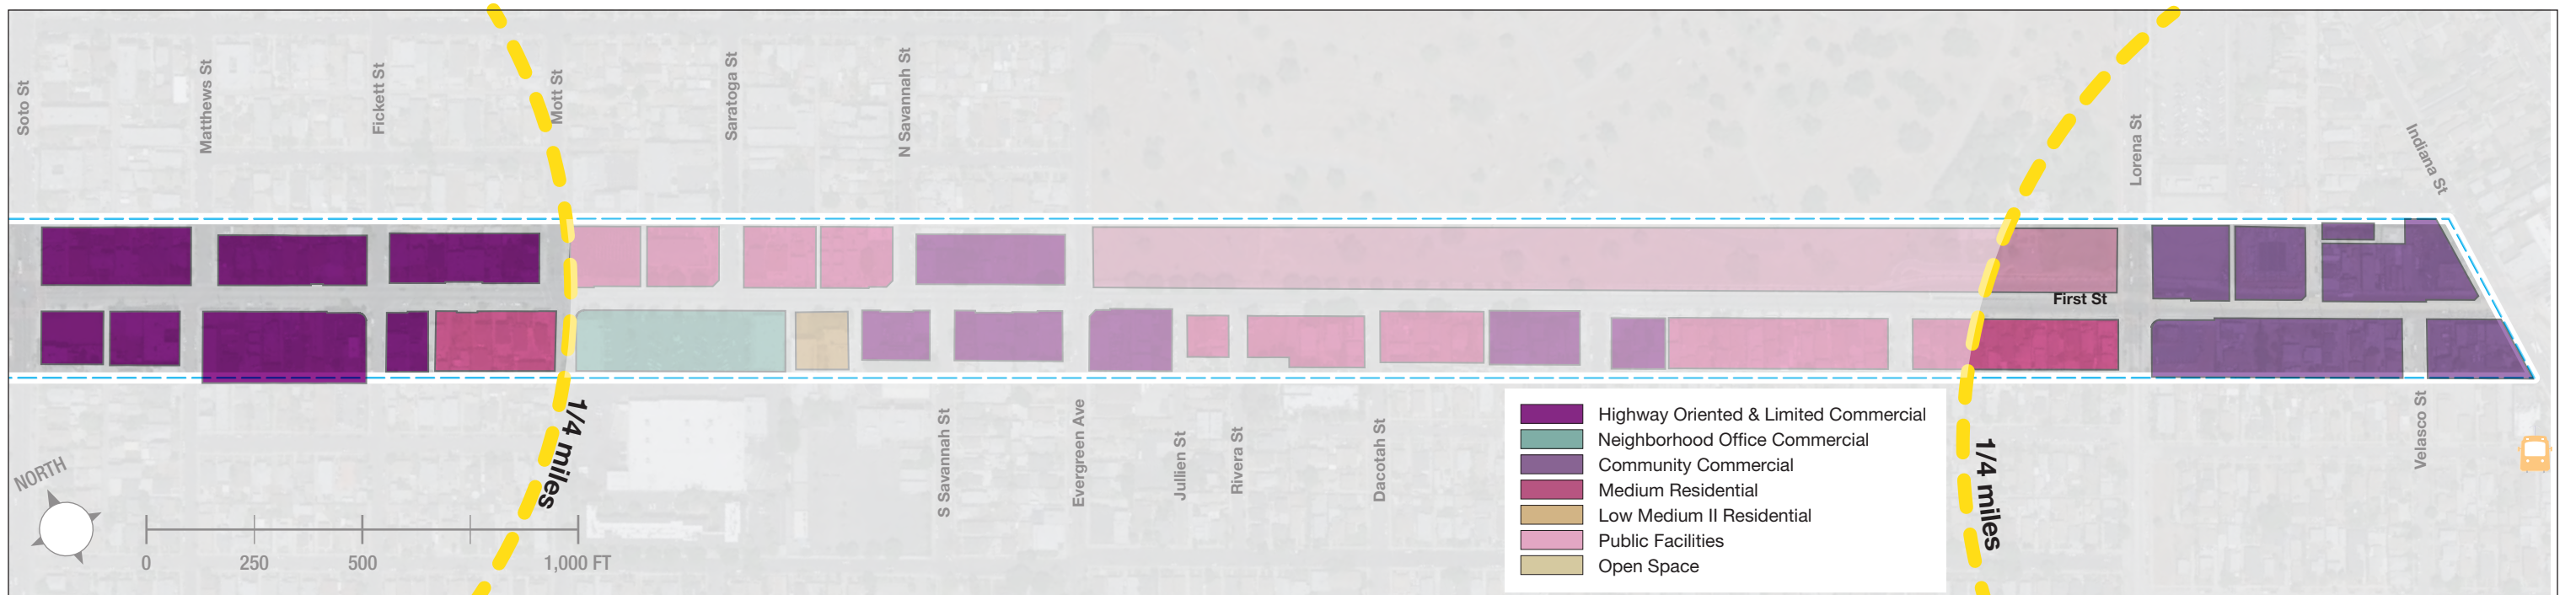 Soto St
Matthews St
Fickett St
Mott St
Saratoga St
N Savannah St
Lorena St
Indiana St
First St
1/4 miles
S Savannah St
Evergreen Ave
Jullien St
Rivera St
Dacotah St
1/4 miles
Velasco St
NORTH
0 250 500 1,000 FT
Highway Oriented & Limited Commercial
Neighborhood Office Commercial
Community Commercial
Medium Residential
Low Medium II Residential
Public Facilities
Open Space